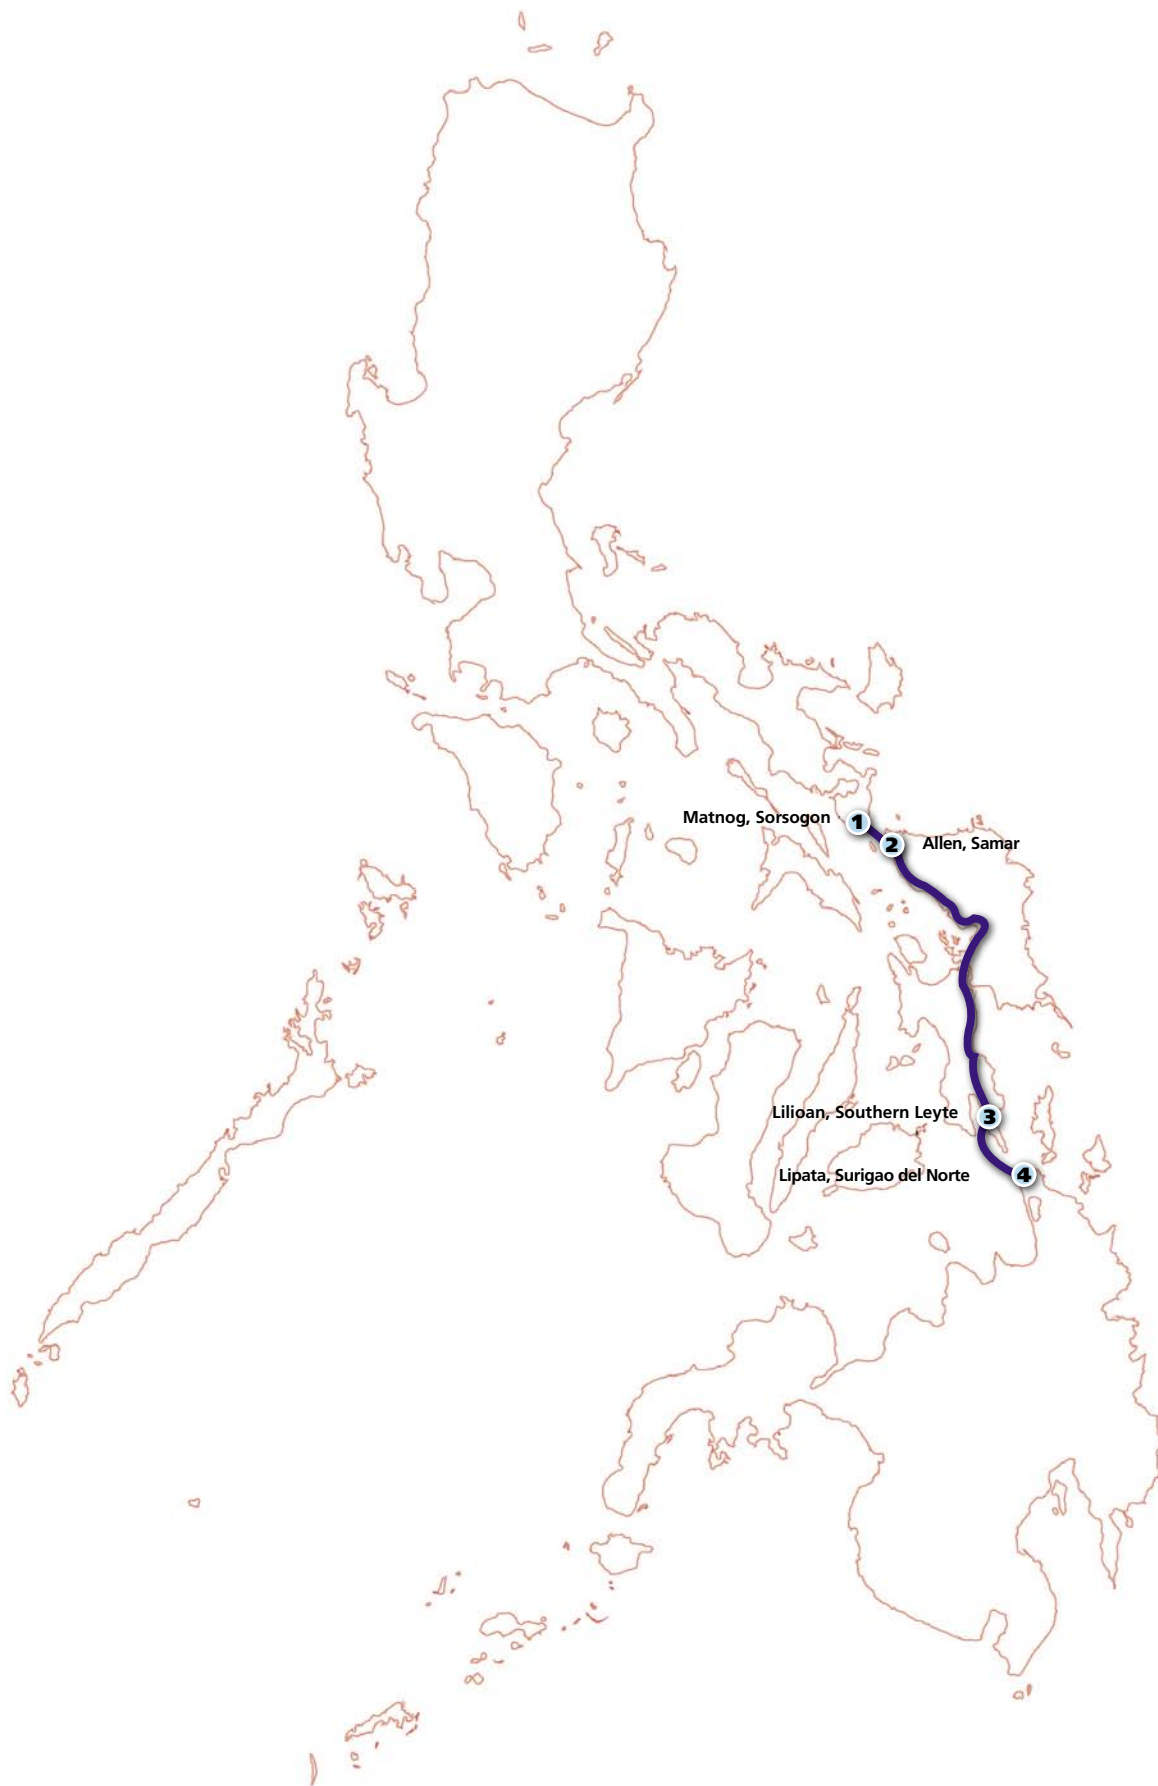 Matnog, Sorsogon 1
2 Allen, Samar
Lilioan, Southern Leyte 3
Lipata, Surigao del Norte 4